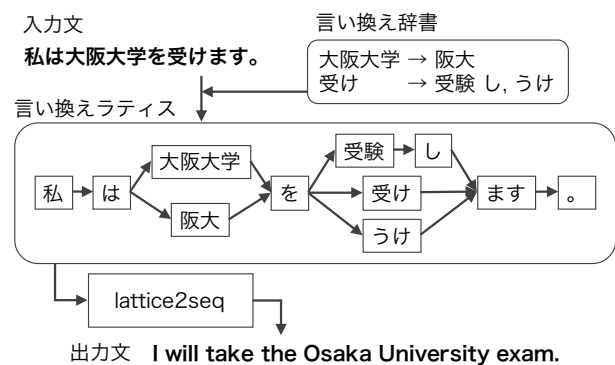 入力文
私は大阪大学を受けます。
言い換え辞書
大阪大学 → 阪大
受け → 受験 し, うけ
言い換えラティス
私 は 大阪大学 阪大 を 受験 し 受け うけ ます 。
lattice2seq
出力文 I will take the Osaka University exam.